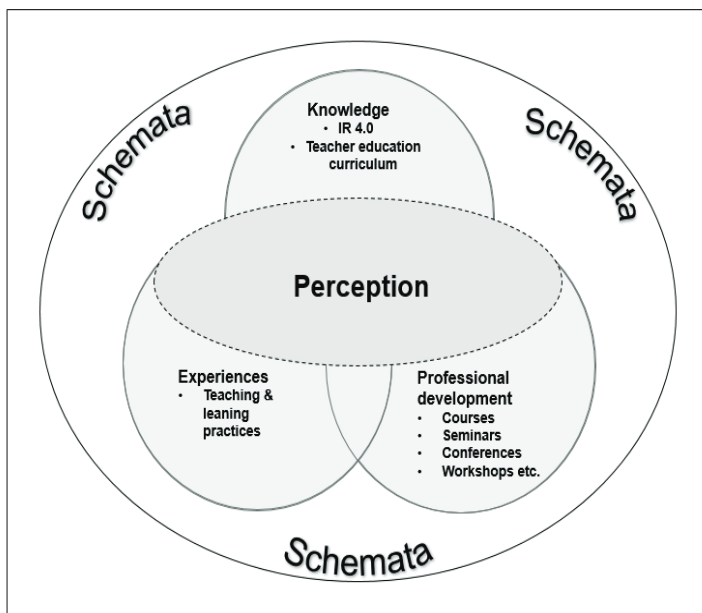 Schemata
Schemata
Knowledge
• IR 4.0
• Teacher education
curriculum
Perception
Experiences
• Teaching &
leaning
practices
Professional
development
• Courses
• Seminars
• Conferences
• Workshops etc.
Schemata